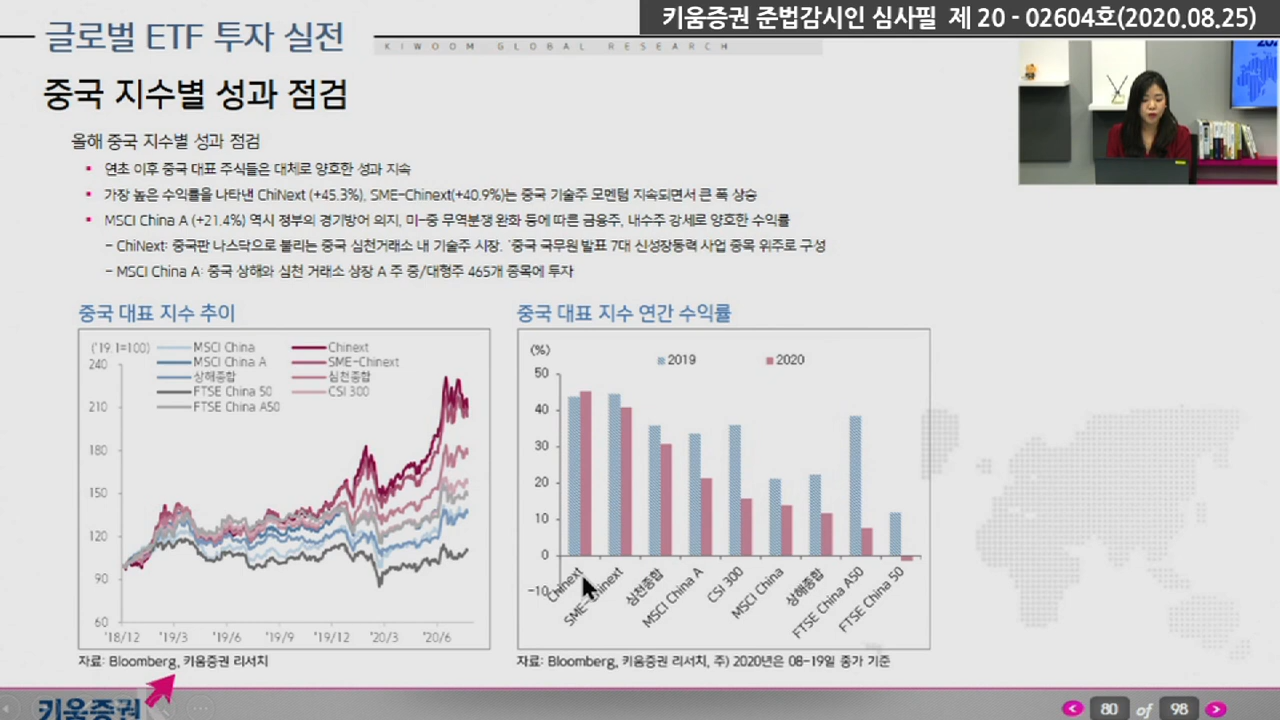 키움증권 준법감시인 심사필 제 20 - 02604호(2020.08.25)
글로벌 ETF 투자 실전
KIWOOM GLOBAL RESEARCH
중국 지수별 성과 점검
올해 중국 지수별 성과 점검
연초 이후 중국 대표 주식들은 대체로 양호한 성과 지속
가장 높은 수익률을 나타낸 ChiNext (+45.3%), SME-Chinext(+40.9%)는 중국 기술주 모멘텀 지속되면서 큰 폭 상승
MSCI China A (+21.4%) 역시 정부의 경기방어 의지, 미-중 무역분쟁 완화 등에 따른 금융주, 내수주 강세로 양호한 수익률
- ChiNext: 중국판 나스닥으로 불리는 중국 심천거래소 내 기술주 시장. '중국 국무원 발표 7대 신성장동력 사업 종목 위주로 구성
- MSCI China A: 중국 상해와 심천 거래소 상장 A 주 중/대형주 465개 종목에 투자
중국 대표 지수 추이
('19.1=100)
MSCI China
Chinext
MSCI China A
SME-Chinext
상해종합
심천종합
FTSE China 50
CSI 300
FTSE China A50
240
210
180
150
120
90
60
'18/12 '19/3 '19/6 '19/9 '19/12 '20/3 '20/6
자료: Bloomberg, 키움증권 리서치
중국 대표 지수 연간 수익률
(%)
2019 2020
50
40
30
20
10
0
-10
Chinext
SME-Chinext
심천종합
MSCI China A
CSI 300
MSCI China
상해종합
FTSE China A50
FTSE China 50
자료: Bloomberg, 키움증권 리서치, 주) 2020년은 08-19일 종가 기준
키움증권
80 of 98